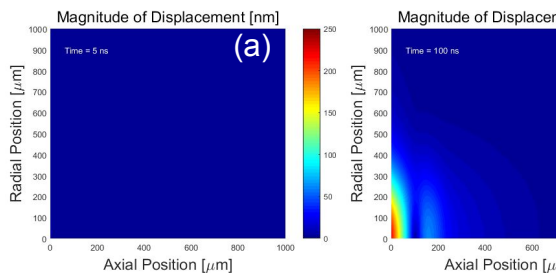 Magnitude of Displacement [nm]
(a)
Time = 5 ns
Radial Position [μm]
1000
900
800
700
600
500
400
300
200
100
0
0 200 400 600 800 1000
Axial Position [μm]
250
200
150
100
50
0
Magnitude of Displacem
Time = 100 ns
Radial Position [μm]
1000
900
800
700
600
500
400
300
200
100
0
0 200 400 600
Axial Position [μ